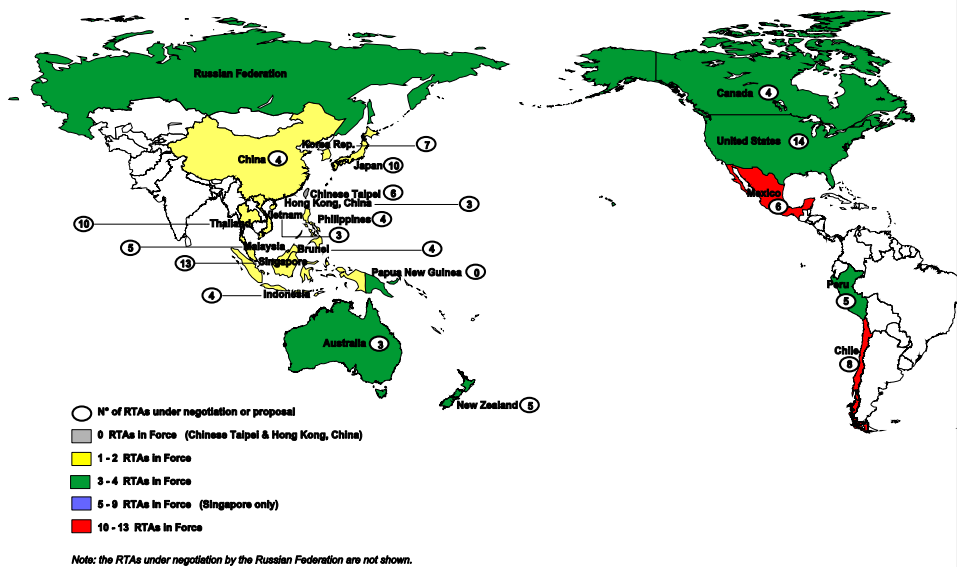 Russian Federation
Canada 4
Korea Rep. 7
United States 14
China 4
Japan 10
Chinese Taipei 6
Mexico 6
Hong Kong, China 3
10 Thailand
Vietnam 3
Philippines 4
5 Malaysia
Brunei 4
13 Singapore
Papua New Guinea 0
Peru 5
4 Indonesia
Australia 3
Chile 8
New Zealand 5
N° of RTAs under negotiation or proposal
0 RTAs in Force (Chinese Taipei & Hong Kong, China)
1 - 2 RTAs in Force
3 - 4 RTAs in Force
5 - 9 RTAs in Force (Singapore only)
10 - 13 RTAs in Force
Note: the RTAs under negotiation by the Russian Federation are not shown.